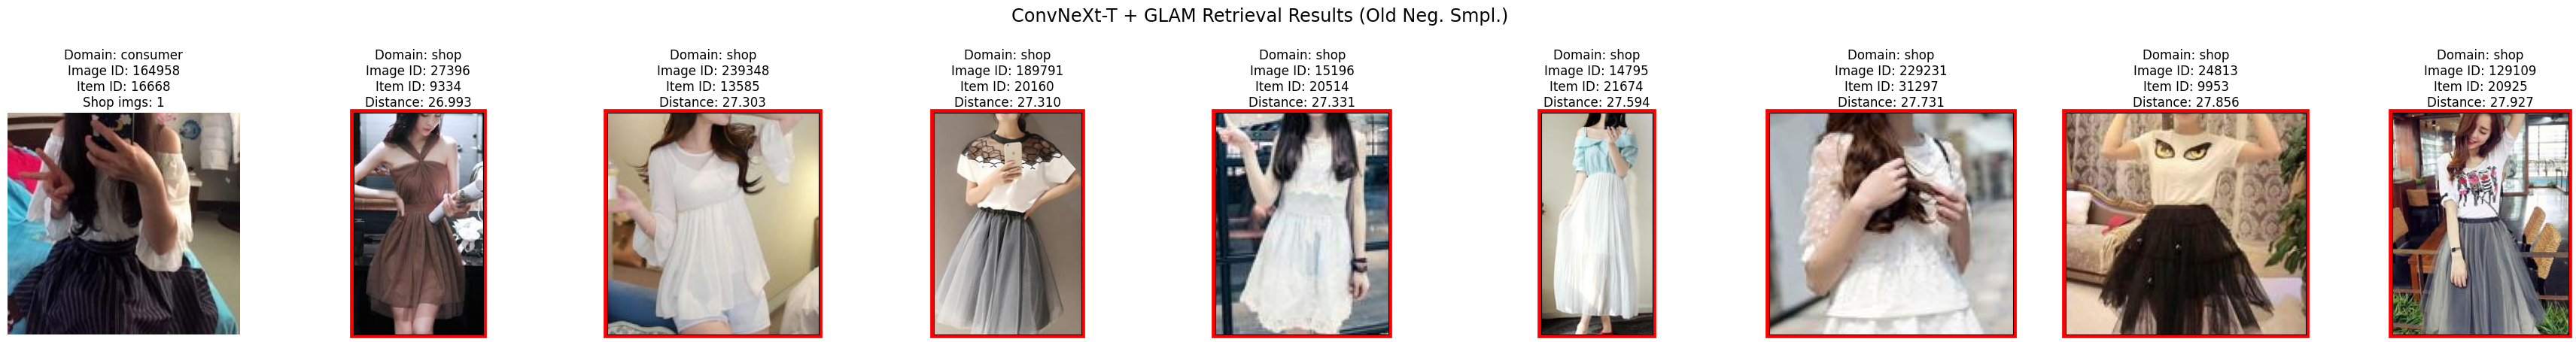 ConvNeXt-T + GLAM Retrieval Results (Old Neg. Smpl.)
Domain: consumer
Image ID: 164958
Item ID: 16668
Shop imgs: 1
Domain: shop
Image ID: 27396
Item ID: 9334
Distance: 26.993
Domain: shop
Image ID: 239348
Item ID: 13585
Distance: 27.303
Domain: shop
Image ID: 189791
Item ID: 20160
Distance: 27.310
Domain: shop
Image ID: 15196
Item ID: 20514
Distance: 27.331
Domain: shop
Image ID: 14795
Item ID: 21674
Distance: 27.594
Domain: shop
Image ID: 229231
Item ID: 31297
Distance: 27.731
Domain: shop
Image ID: 24813
Item ID: 9953
Distance: 27.856
Domain: shop
Image ID: 129109
Item ID: 20925
Distance: 27.927